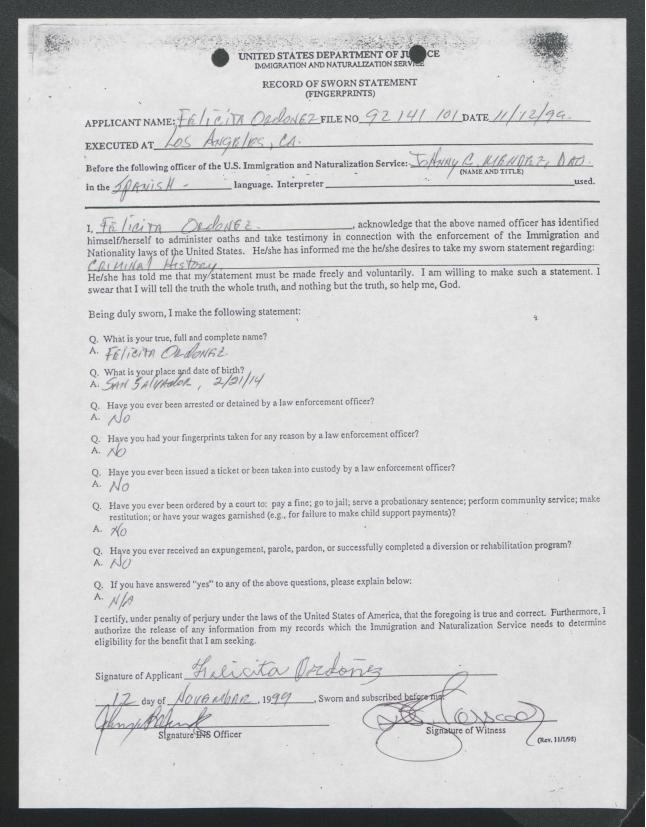 UNITED STATES DEPARTMENT OF JUSTICE
IMMIGRATION AND NATURALIZATION SERVICE
RECORD OF SWORN STATEMENT
(FINGERPRINTS)
APPLICANT NAME: Felicita Ordonez FILE NO 92 141 101 DATE 11/12/99.
EXECUTED AT Los Angeles, CA.
Before the following officer of the U.S. Immigration and Naturalization Service: Johnny G. Mendez, DAO.
(NAME AND TITLE)
in the Spanish - language. Interpreter used.
I, Felicita Ordonez. , acknowledge that the above named officer has identified
himself/herself to administer oaths and take testimony in connection with the enforcement of the Immigration and
Nationality laws of the United States. He/she has informed me the he/she desires to take my sworn statement regarding:
Criminal History.
He/she has told me that my statement must be made freely and voluntarily. I am willing to make such a statement. I
swear that I will tell the truth the whole truth, and nothing but the truth, so help me, God.
Being duly sworn, I make the following statement:
Q. What is your true, full and complete name?
A. Felicita Ordonez
Q. What is your place and date of birth?
A. San Salvador, 2/21/14
Q. Have you ever been arrested or detained by a law enforcement officer?
A. No
Q. Have you had your fingerprints taken for any reason by a law enforcement officer?
A. No
Q. Have you ever been issued a ticket or been taken into custody by a law enforcement officer?
A. No
Q. Have you ever been ordered by a court to: pay a fine; go to jail; serve a probationary sentence; perform community service; make
restitution; or have your wages garnished (e.g., for failure to make child support payments)?
A. No
Q. Have you ever received an expungement, parole, pardon, or successfully completed a diversion or rehabilitation program?
A. No
Q. If you have answered "yes" to any of the above questions, please explain below:
A. N/A
I certify, under penalty of perjury under the laws of the United States of America, that the foregoing is true and correct. Furthermore, I
authorize the release of any information from my records which the Immigration and Naturalization Service needs to determine
eligibility for the benefit that I am seeking.
Signature of Applicant Felicita Ordoñez
12 day of November, 1999 , Sworn and subscribed before me:
Signature INS Officer
Signature of Witness
(Rev. 11/1/98)